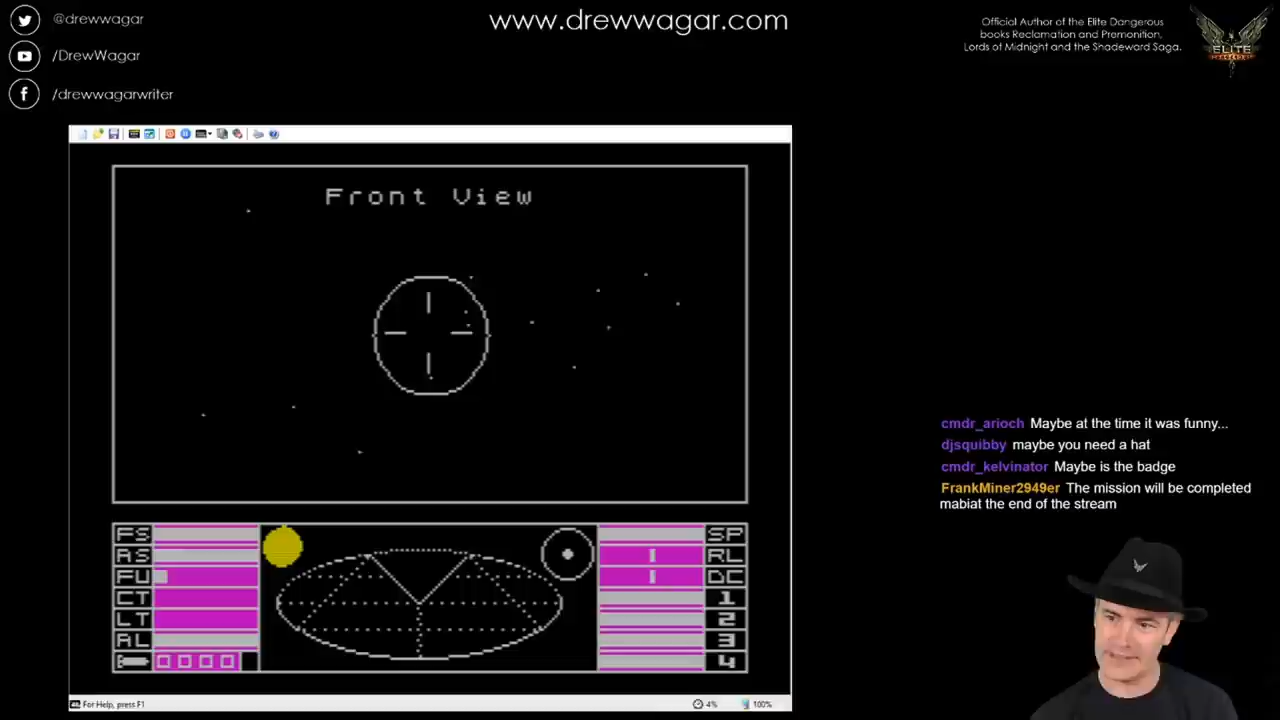 @drewwagar
/DrewWagar
/drewwagarwriter
www.drewwagar.com
Official Author of the Elite Dangerous
books Reclamation and Premonition,
Lords of Midnight and the Shadeward Saga.
ELITE
DANGEROUS
Front View
FS
AS
FU
CT
LT
AL
SP
RL
DC
1
2
3
4
For Help, press F1
4%
100%
cmdr_arioch Maybe at the time it was funny...
djsquibby maybe you need a hat
cmdr_kelvinator Maybe is the badge
FrankMiner2949er The mission will be completed
mabiat the end of the stream